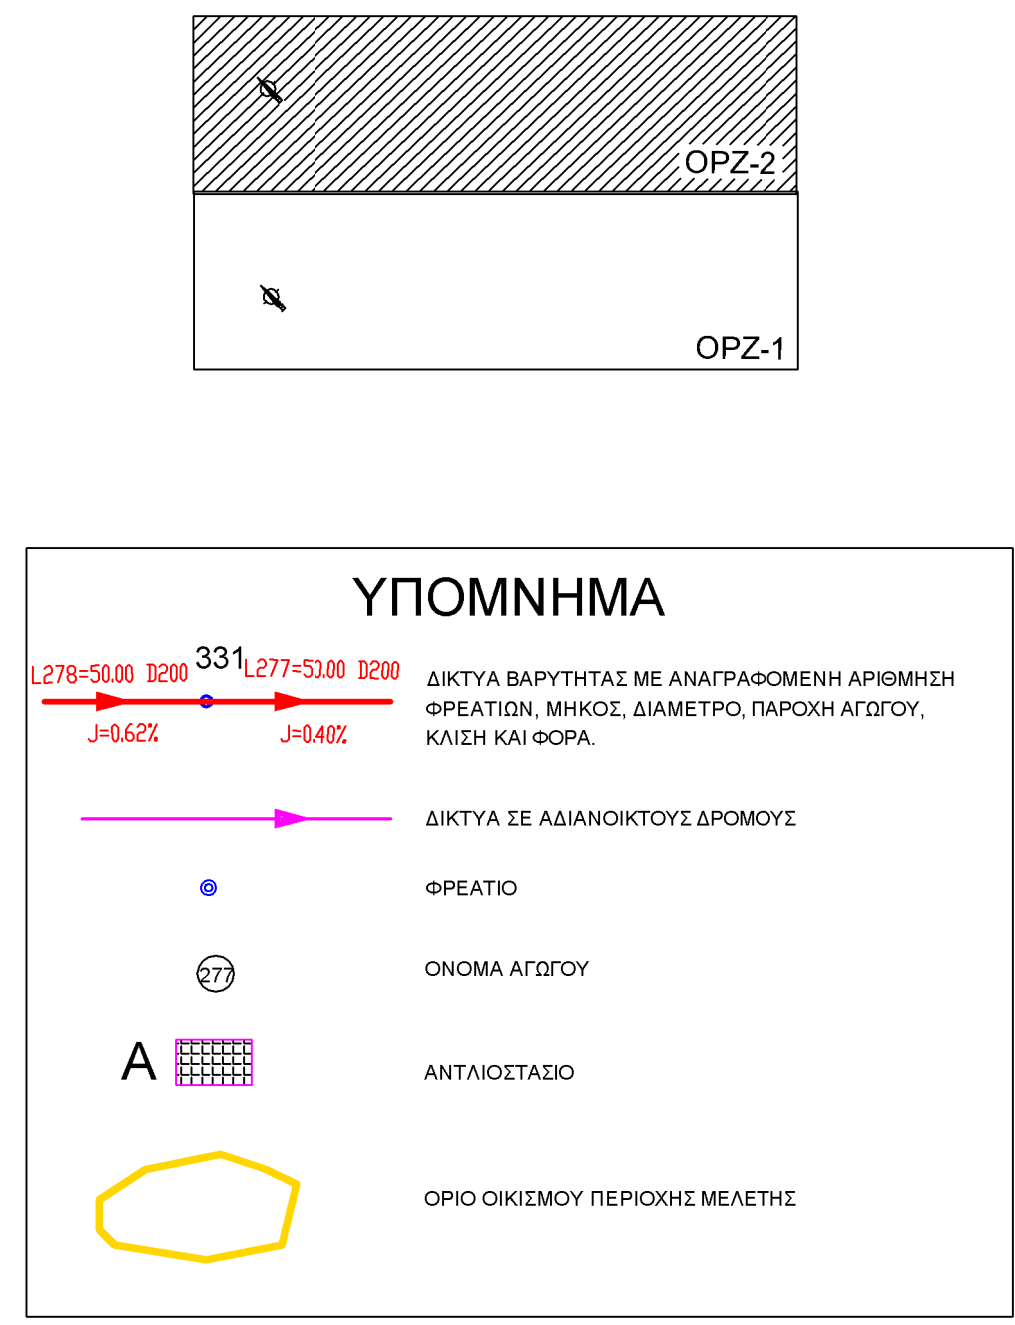 OPZ-2
OPZ-1
ΥΠΟΜΝΗΜΑ
331
L278=50.00 D200
L277=50.00 D200
J=0.62%
J=0.40%
ΔΙΚΤΥΑ ΒΑΡΥΤΗΤΑΣ ΜΕ ΑΝΑΓΡΑΦΟΜΕΝΗ ΑΡΙΘΜΗΣΗ
ΦΡΕΑΤΙΩΝ, ΜΗΚΟΣ, ΔΙΑΜΕΤΡΟ, ΠΑΡΟΧΗ ΑΓΩΓΟΥ,
ΚΛΙΣΗ ΚΑΙ ΦΟΡΑ.
ΔΙΚΤΥΑ ΣΕ ΑΔΙΑΝΟΙΚΤΟΥΣ ΔΡΟΜΟΥΣ
ΦΡΕΑΤΙΟ
277
ΟΝΟΜΑ ΑΓΩΓΟΥ
Α
ΑΝΤΛΙΟΣΤΑΣΙΟ
ΟΡΙΟ ΟΙΚΙΣΜΟΥ ΠΕΡΙΟΧΗΣ ΜΕΛΕΤΗΣ